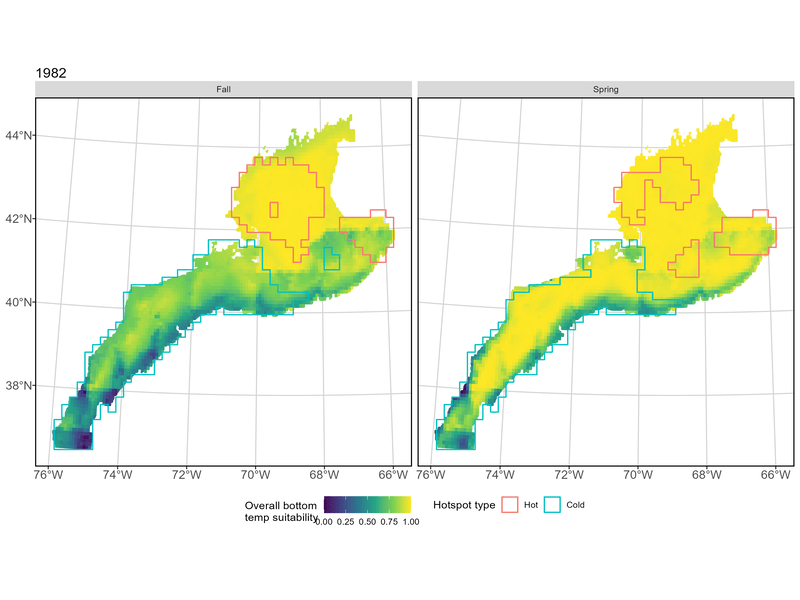 1982
Fall
Spring
44°N
42°N
40°N
38°N
76°W 74°W 72°W 70°W 68°W 66°W
76°W 74°W 72°W 70°W 68°W 66°W
Overall bottom
temp suitability
0.00 0.25 0.50 0.75 1.00
Hotspot type Hot Cold